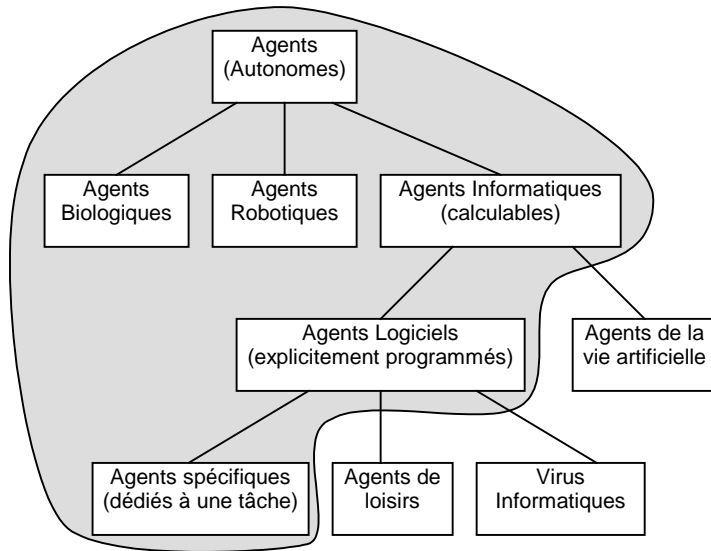 Agents
(Autonomes)
Agents
Biologiques
Agents
Robotiques
Agents Informatiques
(calculables)
Agents Logiciels
(explicitement programmés)
Agents de la
vie artificielle
Agents spécifiques
(dédiés à une tâche)
Agents de
loisirs
Virus
Informatiques